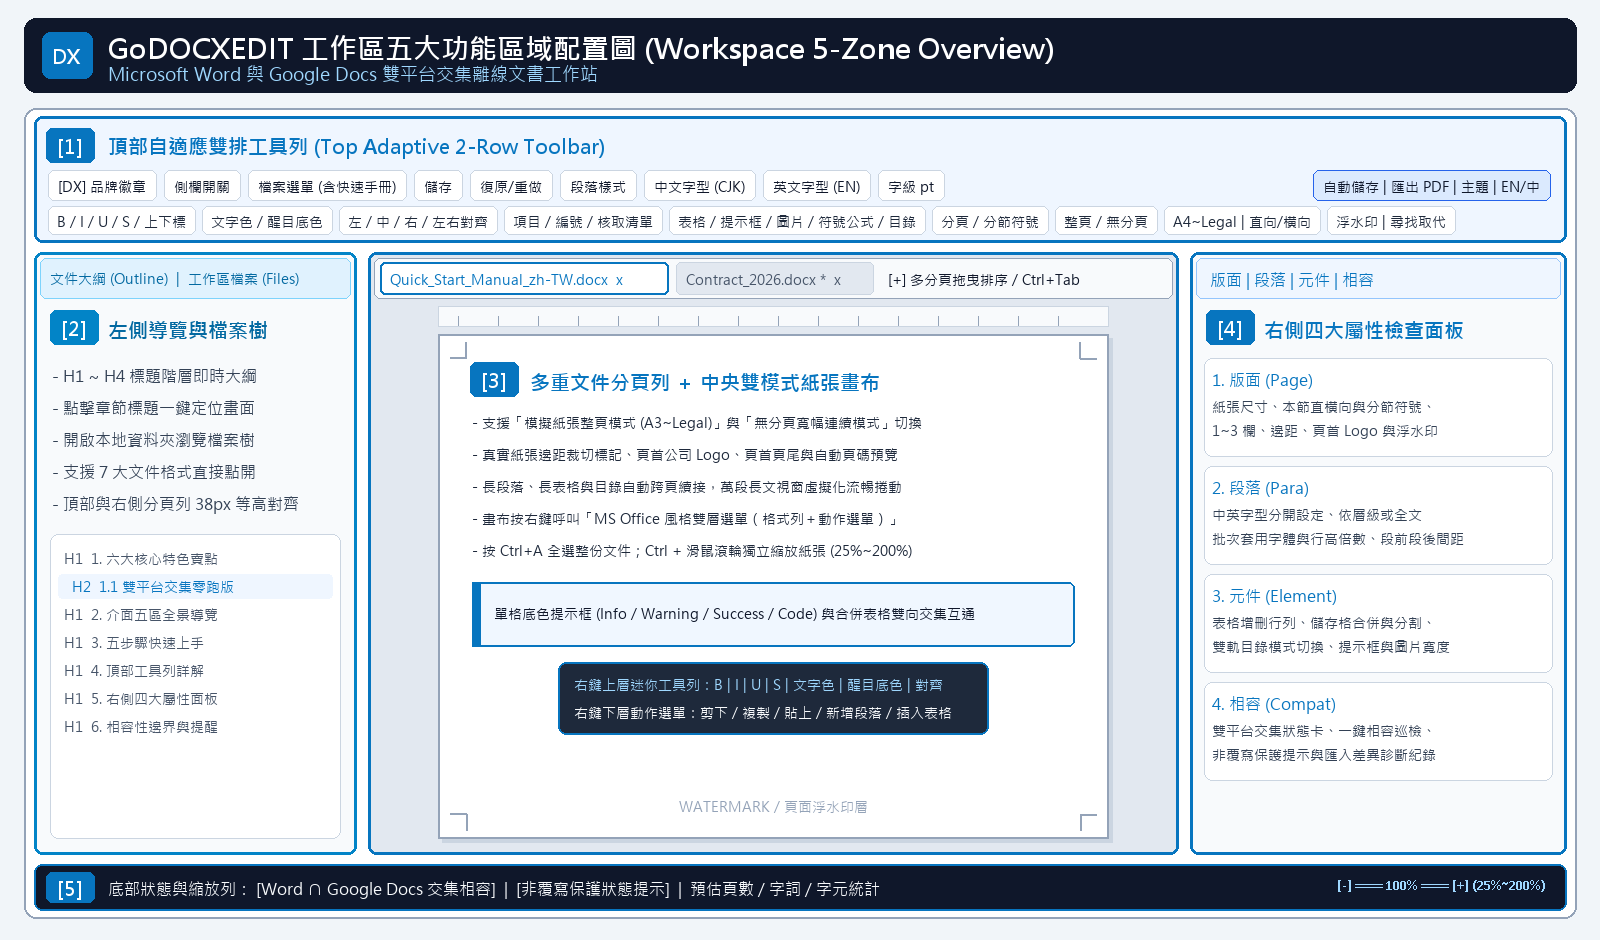 DX
GoDOCXEDIT 工作區五大功能區域配置圖 (Workspace 5-Zone Overview)
Microsoft Word 與 Google Docs 雙平台交集離線文書工作站
[1] 頂部自適應雙排工具列 (Top Adaptive 2-Row Toolbar)
[DX] 品牌徽章 側欄開關 檔案選單 (含快速手冊) 儲存 復原/重做 段落樣式 中文字型 (CJK) 英文字型 (EN) 字級 pt 自動儲存 | 匯出 PDF | 主題 | EN/中
B / I / U / S / 上下標 文字色 / 醒目底色 左 / 中 / 右 / 左右對齊 項目 / 編號 / 核取清單 表格 / 提示框 / 圖片 / 符號公式 / 目錄 分頁 / 分節符號 整頁 / 無分頁 A4~Legal | 直向/橫向 浮水印 | 尋找取代
文件大綱 (Outline) | 工作區檔案 (Files)
[2] 左側導覽與檔案樹
- H1 ~ H4 標題階層即時大綱
- 點擊章節標題一鍵定位畫面
- 開啟本地資料夾瀏覽檔案樹
- 支援 7 大文件格式直接點開
- 頂部與右側分頁列 38px 等高對齊
H1 1. 六大核心特色賣點
H2 1.1 雙平台交集零跑版
H1 2. 介面五區全景導覽
H1 3. 五步驟快速上手
H1 4. 頂部工具列詳解
H1 5. 右側四大屬性面板
H1 6. 相容性邊界與提醒
Quick_Start_Manual_zh-TW.docx x Contract_2026.docx * x [+] 多分頁拖曳排序 / Ctrl+Tab
[3] 多重文件分頁列 + 中央雙模式紙張畫布
- 支援「模擬紙張整頁模式 (A3~Legal)」與「無分頁寬幅連續模式」切換
- 真實紙張邊距裁切標記、頁首公司 Logo、頁首頁尾與自動頁碼預覽
- 長段落、長表格與目錄自動跨頁續接，萬段長文視窗虛擬化流暢捲動
- 畫布按右鍵呼叫「MS Office 風格雙層選單（格式列＋動作選單）」
- 按 Ctrl+A 全選整份文件；Ctrl + 滑鼠滾輪獨立縮放紙張 (25%~200%)
單格底色提示框 (Info / Warning / Success / Code) 與合併表格雙向交集互通
右鍵上層迷你工具列：B | I | U | S | 文字色 | 醒目底色 | 對齊
右鍵下層動作選單：剪下 / 複製 / 貼上 / 新增段落 / 插入表格
WATERMARK / 頁面浮水印層
版面 | 段落 | 元件 | 相容
[4] 右側四大屬性檢查面板
1. 版面 (Page)
紙張尺寸、本節直橫向與分節符號、
1~3 欄、邊距、頁首 Logo 與浮水印
2. 段落 (Para)
中英字型分開設定、依層級或全文
批次套用字體與行高倍數、段前段後間距
3. 元件 (Element)
表格增刪行列、儲存格合併與分割、
雙軌目錄模式切換、提示框與圖片寬度
4. 相容 (Compat)
雙平台交集狀態卡、一鍵相容巡檢、
非覆寫保護提示與匯入差異診斷紀錄
[5] 底部狀態與縮放列： [Word ∩ Google Docs 交集相容] | [非覆寫保護狀態提示] | 預估頁數 / 字詞 / 字元統計 [-] ═══ 100% ═══ [+] (25%~200%)